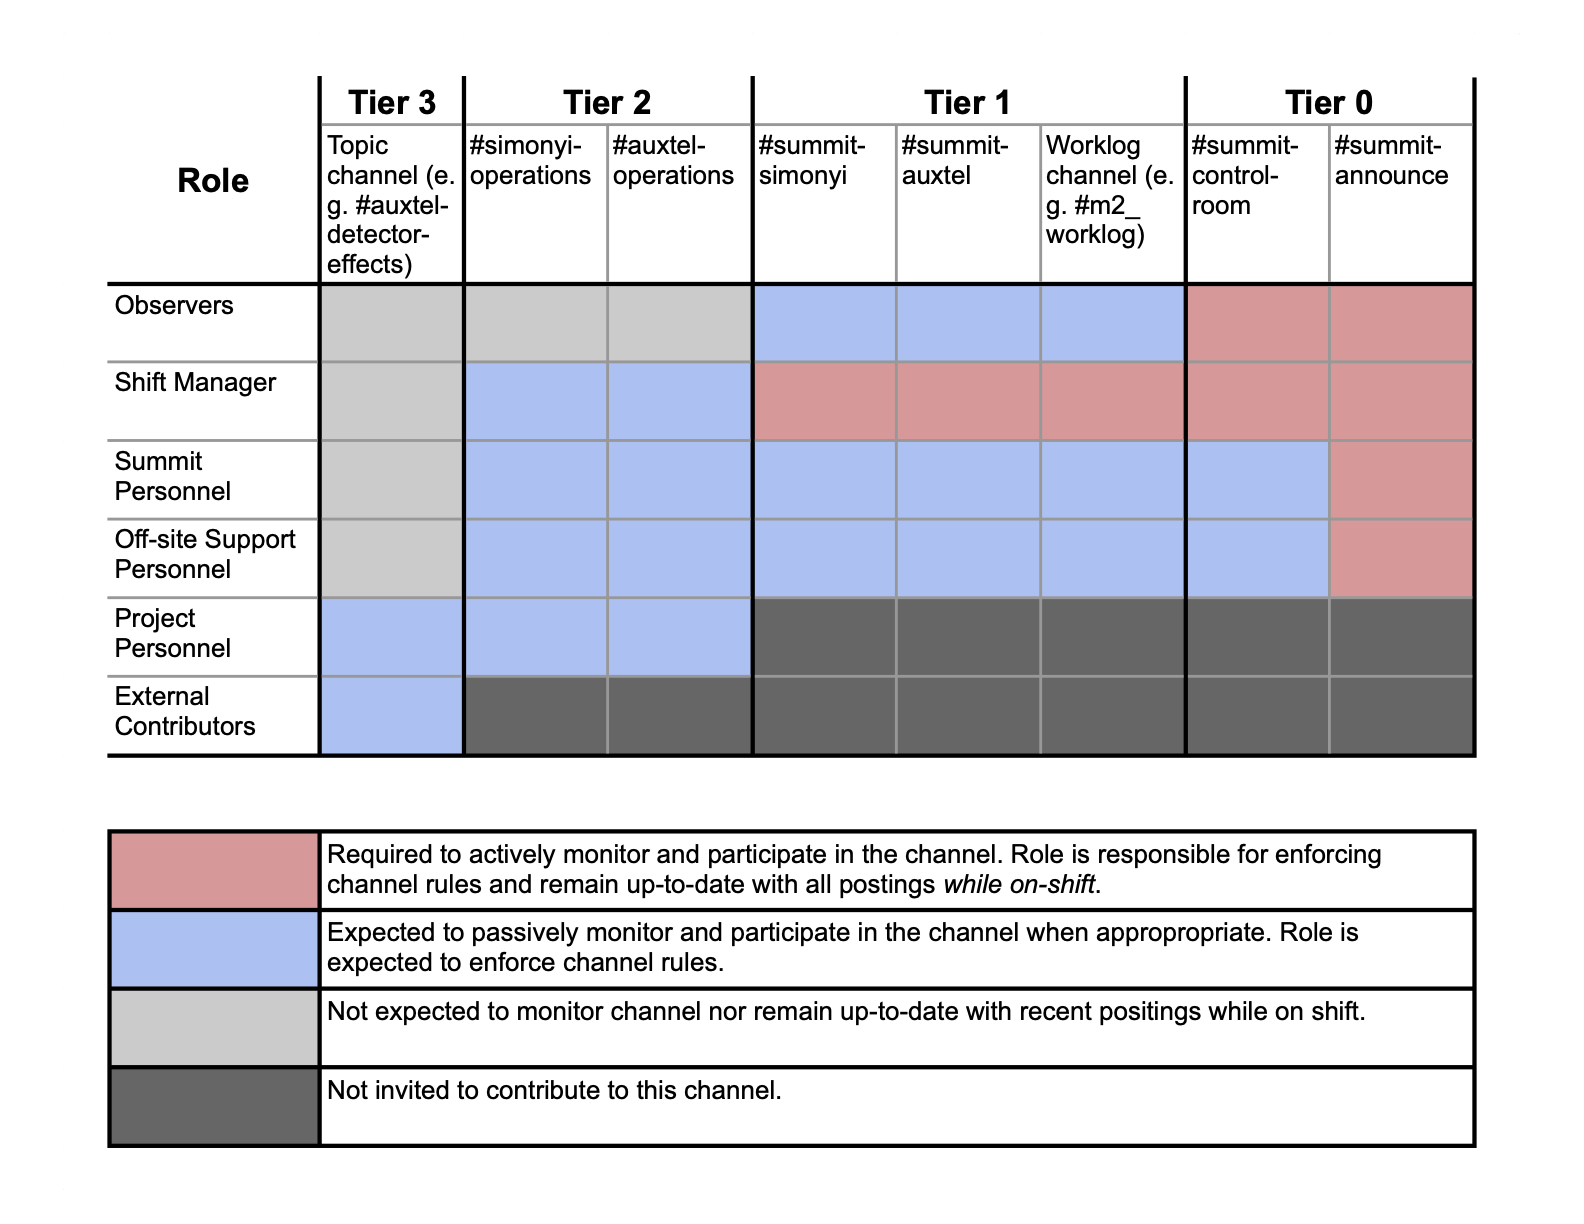 Tier 3 Tier 2 Tier 1 Tier 0
Role
Topic
channel (e.
g. #auxtel-
detector-
effects)
#simonyi-
operations
#auxtel-
operations
#summit-
simonyi
#summit-
auxtel
Worklog
channel (e.
g. #m2_
worklog)
#summit-
control-
room
#summit-
announce
Observers
Shift Manager
Summit
Personnel
Off-site Support
Personnel
Project
Personnel
External
Contributors
Required to actively monitor and participate in the channel. Role is responsible for enforcing
channel rules and remain up-to-date with all postings while on-shift.
Expected to passively monitor and participate in the channel when appropropriate. Role is
expected to enforce channel rules.
Not expected to monitor channel nor remain up-to-date with recent positings while on shift.
Not invited to contribute to this channel.